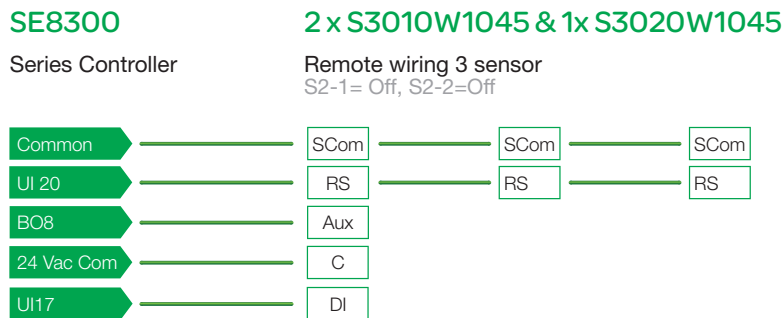 SE8300 2 x S3010W1045 & 1x S3020W1045
Series Controller Remote wiring 3 sensor
S2-1= Off, S2-2=Off
Common SCom SCom SCom
UI 20 RS RS RS
BO8 Aux
24 Vac Com C
UI17 DI